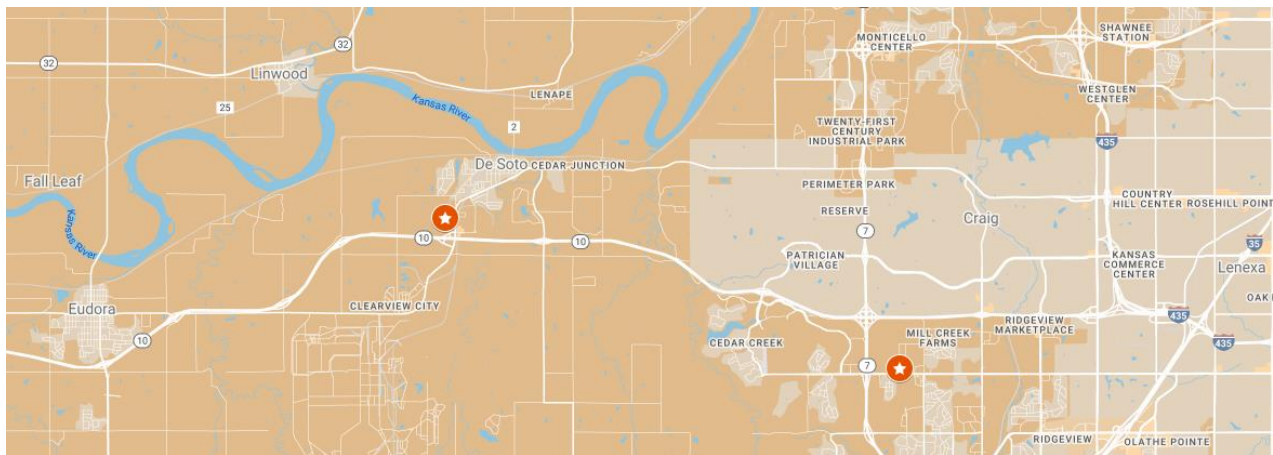 SHAWNEE
STATION
MONTICELLO
CENTER
32
32
Linwood
WESTGLEN
CENTER
LENAPE
25
Kansas River
2
TWENTY-FIRST
CENTURY
INDUSTRIAL PARK
435
De Soto
CEDAR JUNCTION
Fall Leaf
PERIMETER PARK
COUNTRY
HILL CENTER
ROSEHILL POINT
RESERVE
Craig
Kansas River
10
10
7
35
PATRICIAN
VILLAGE
KANSAS
COMMERCE
CENTER
Lenexa
OAK
Eudora
CLEARVIEW CITY
435
RIDGEVIEW
MARKETPLACE
10
CEDAR CREEK
MILL CREEK
FARMS
435
7
RIDGEVIEW
OLATHE POINTE